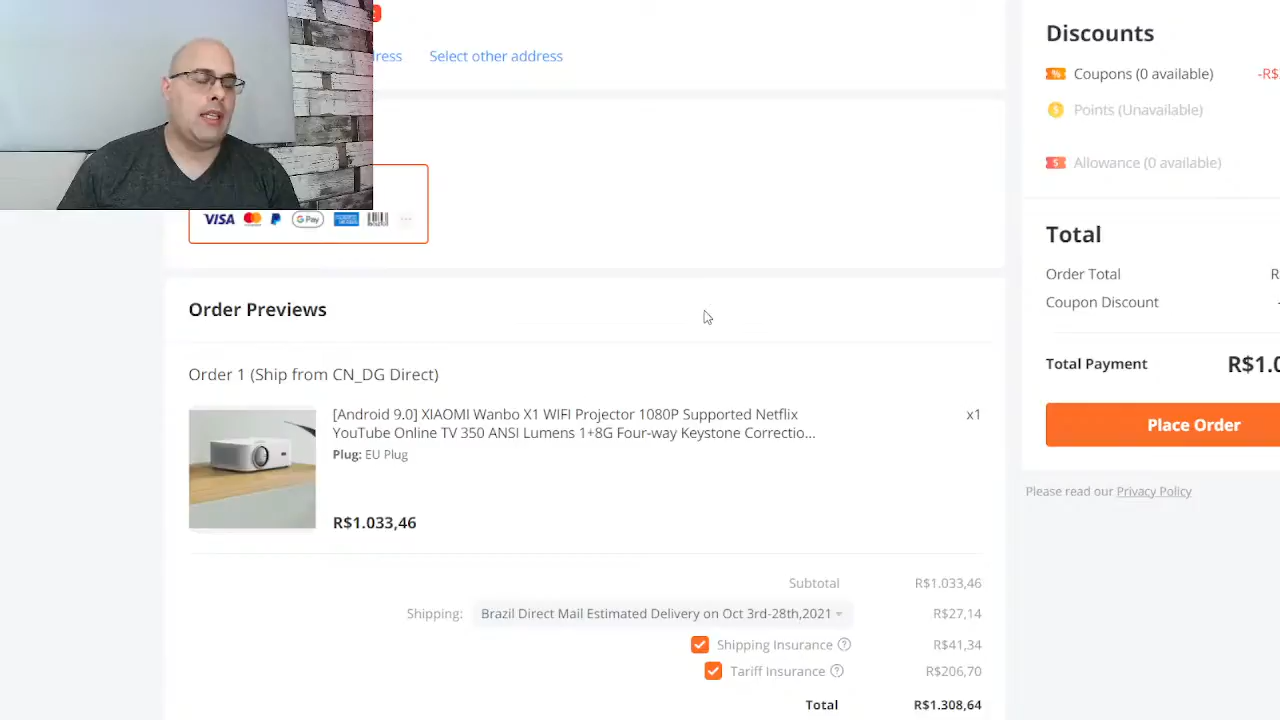 ress Select other address
VISA G Pay
Order Previews
Order 1 (Ship from CN_DG Direct)
[Android 9.0] XIAOMI Wanbo X1 WIFI Projector 1080P Supported Netflix
YouTube Online TV 350 ANSI Lumens 1+8G Four-way Keystone Correctio...
x1
Plug: EU Plug
R$1.033,46
Subtotal R$1.033,46
Shipping: Brazil Direct Mail Estimated Delivery on Oct 3rd-28th,2021 R$27,14
Shipping Insurance ? R$41,34
Tariff Insurance ? R$206,70
Total R$1.308,64
Discounts
% Coupons (0 available) -R$
$ Points (Unavailable)
$ Allowance (0 available)
Total
Order Total R
Coupon Discount -
Total Payment R$1.0
Place Order
Please read our Privacy Policy